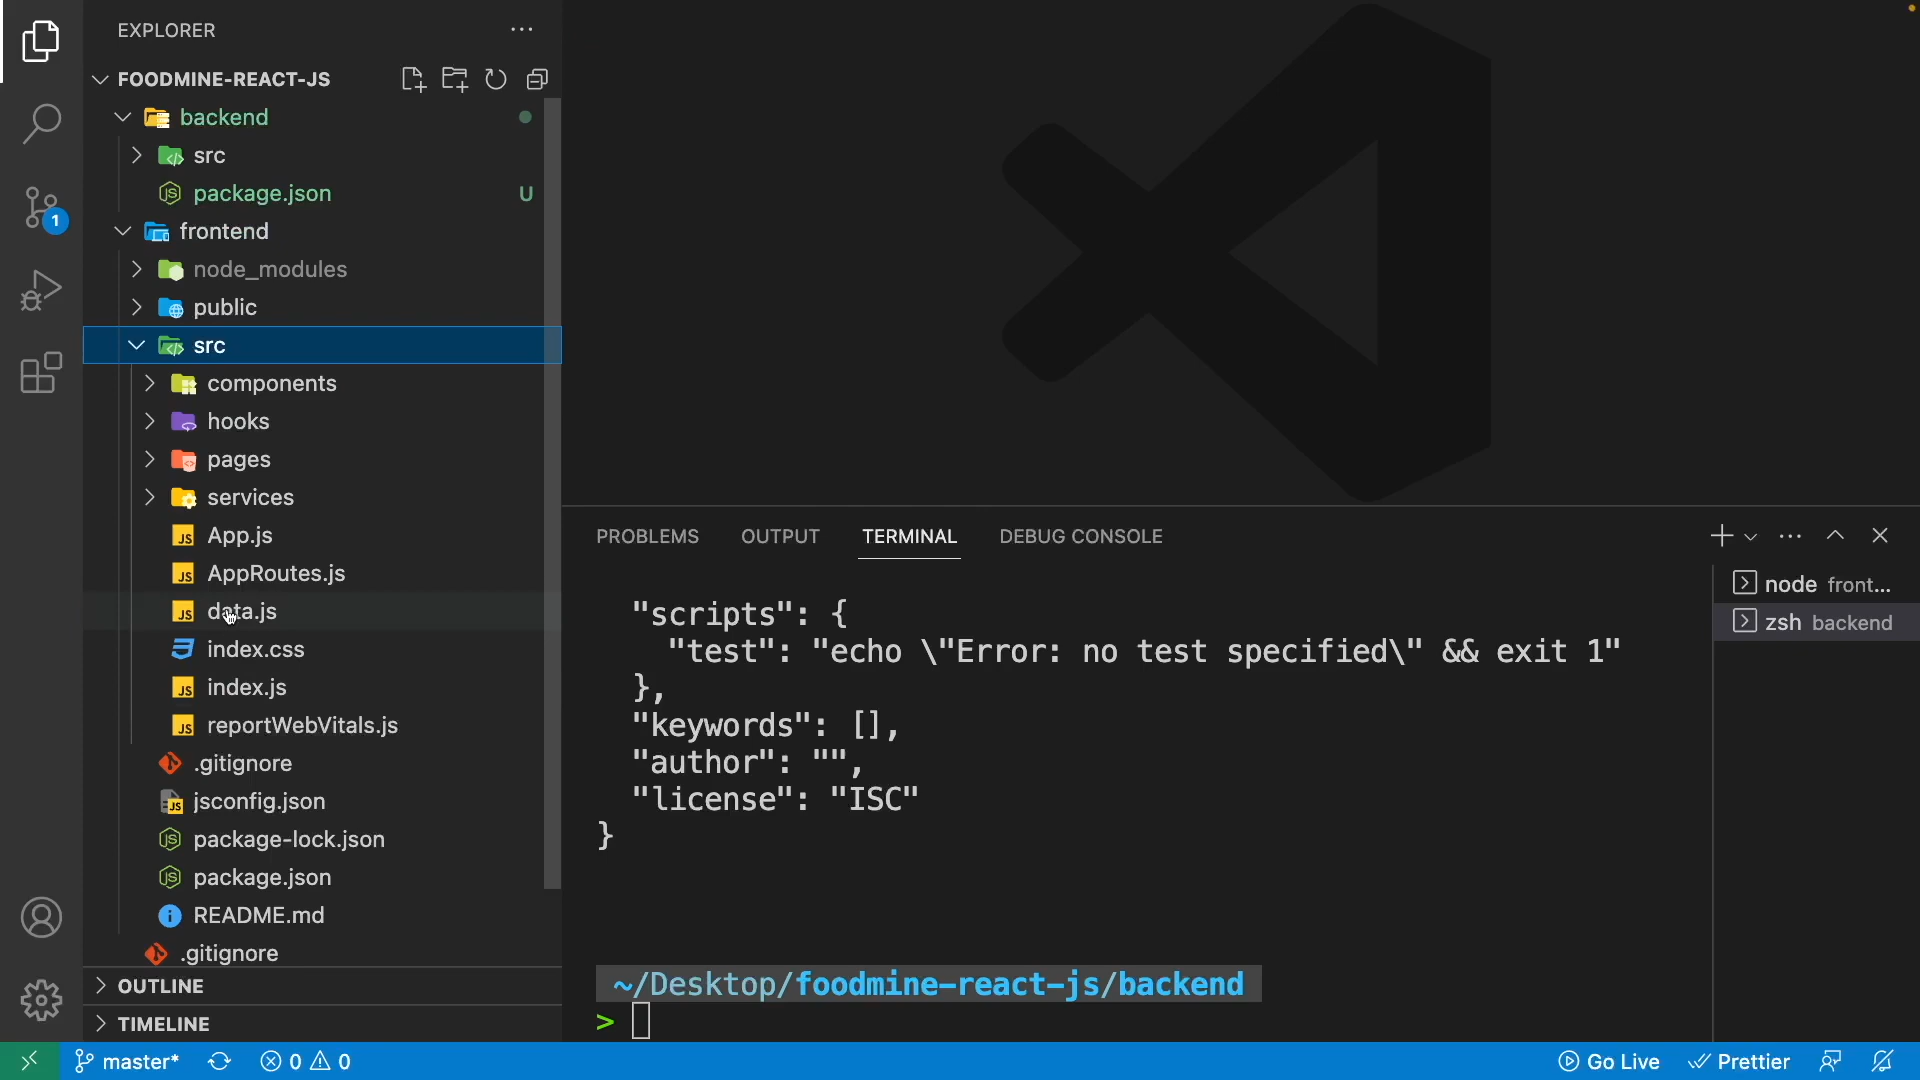 EXPLORER
FOODMINE-REACT-JS
backend
src
package.json U
frontend
node_modules
public
src
components
hooks
pages
services
App.js
AppRoutes.js
data.js
index.css
index.js
reportWebVitals.js
.gitignore
jsconfig.json
package-lock.json
package.json
README.md
.gitignore
OUTLINE
TIMELINE
1
PROBLEMS OUTPUT TERMINAL DEBUG CONSOLE
"scripts": {
"test": "echo \"Error: no test specified\" && exit 1"
},
"keywords": [],
"author": "",
"license": "ISC"
}
~/Desktop/foodmine-react-js/backend
>
node front...
zsh backend
master* 0 0 Go Live Prettier